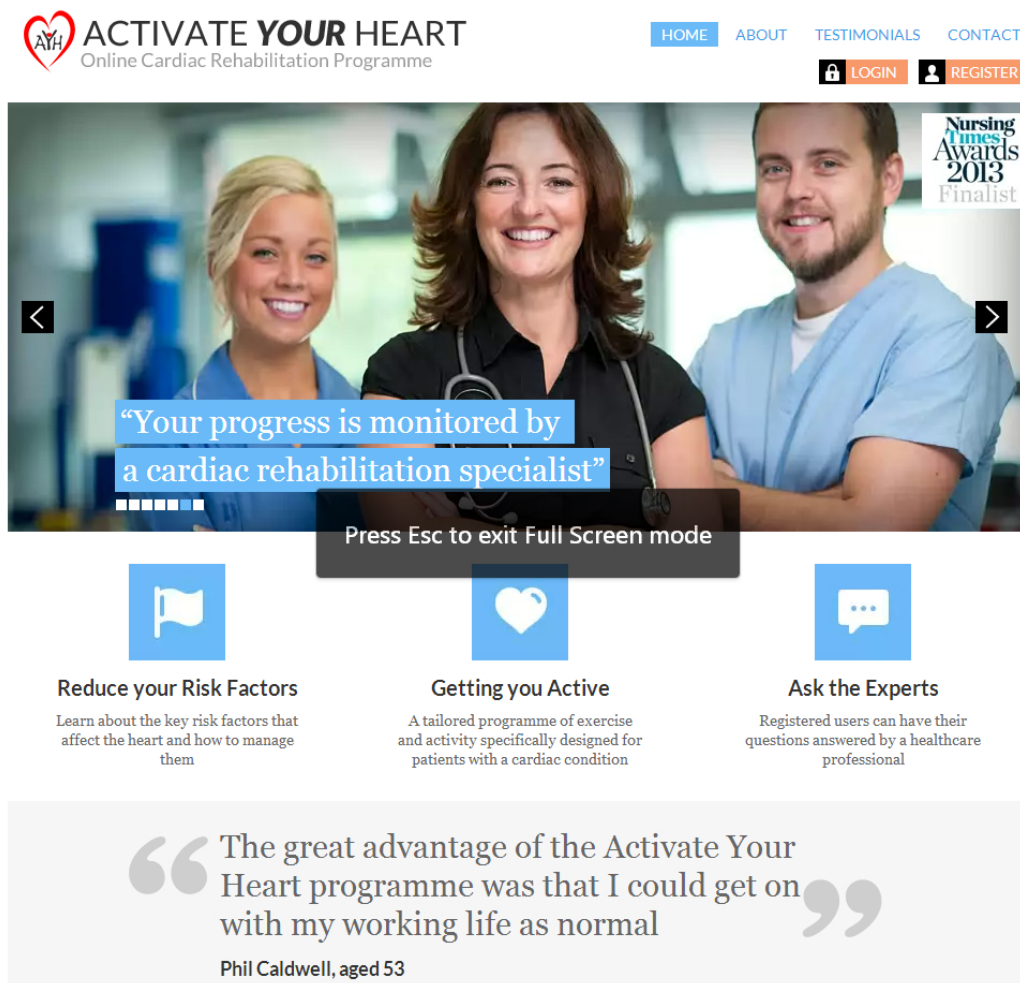 AYH
ACTIVATE YOUR HEART
Online Cardiac Rehabilitation Programme
HOME ABOUT TESTIMONIALS CONTACT
LOGIN REGISTER
Nursing
Times
Awards
2013
Finalist
“Your progress is monitored by
a cardiac rehabilitation specialist”
Press Esc to exit Full Screen mode
Reduce your Risk Factors
Learn about the key risk factors that
affect the heart and how to manage
them
Getting you Active
A tailored programme of exercise
and activity specifically designed for
patients with a cardiac condition
Ask the Experts
Registered users can have their
questions answered by a healthcare
professional
“The great advantage of the Activate Your
Heart programme was that I could get on
with my working life as normal”
Phil Caldwell, aged 53